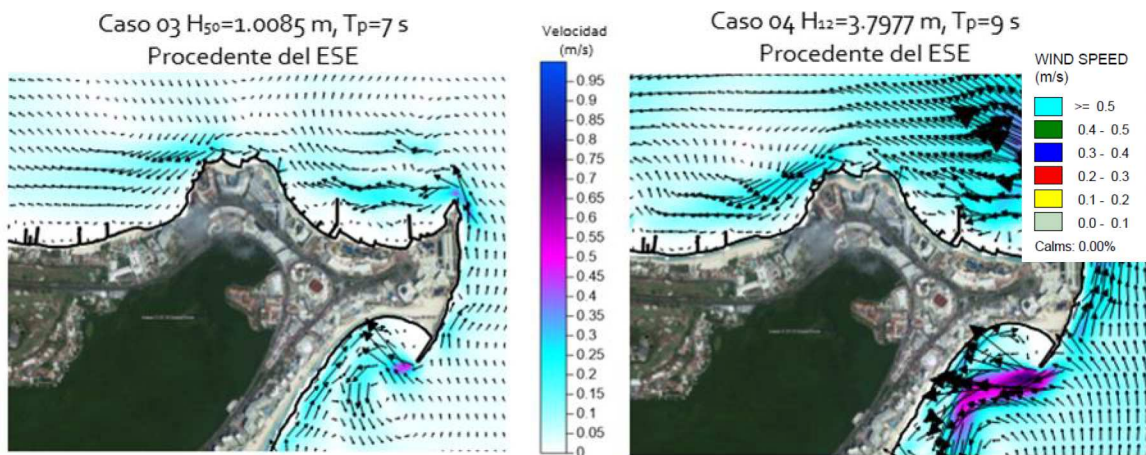 Caso 03 H₅₀=1.0085 m, Tp=7 s
Procedente del ESE
Velocidad
(m/s)
0.95
0.9
0.85
0.8
0.75
0.7
0.65
0.6
0.55
0.5
0.45
0.4
0.35
0.3
0.25
0.2
0.15
0.1
0.05
0
Caso 04 H₁₂=3.7977 m, Tp=9 s
Procedente del ESE
WIND SPEED
(m/s)
>= 0.5
0.4 - 0.5
0.3 - 0.4
0.2 - 0.3
0.1 - 0.2
0.0 - 0.1
Calms: 0.00%